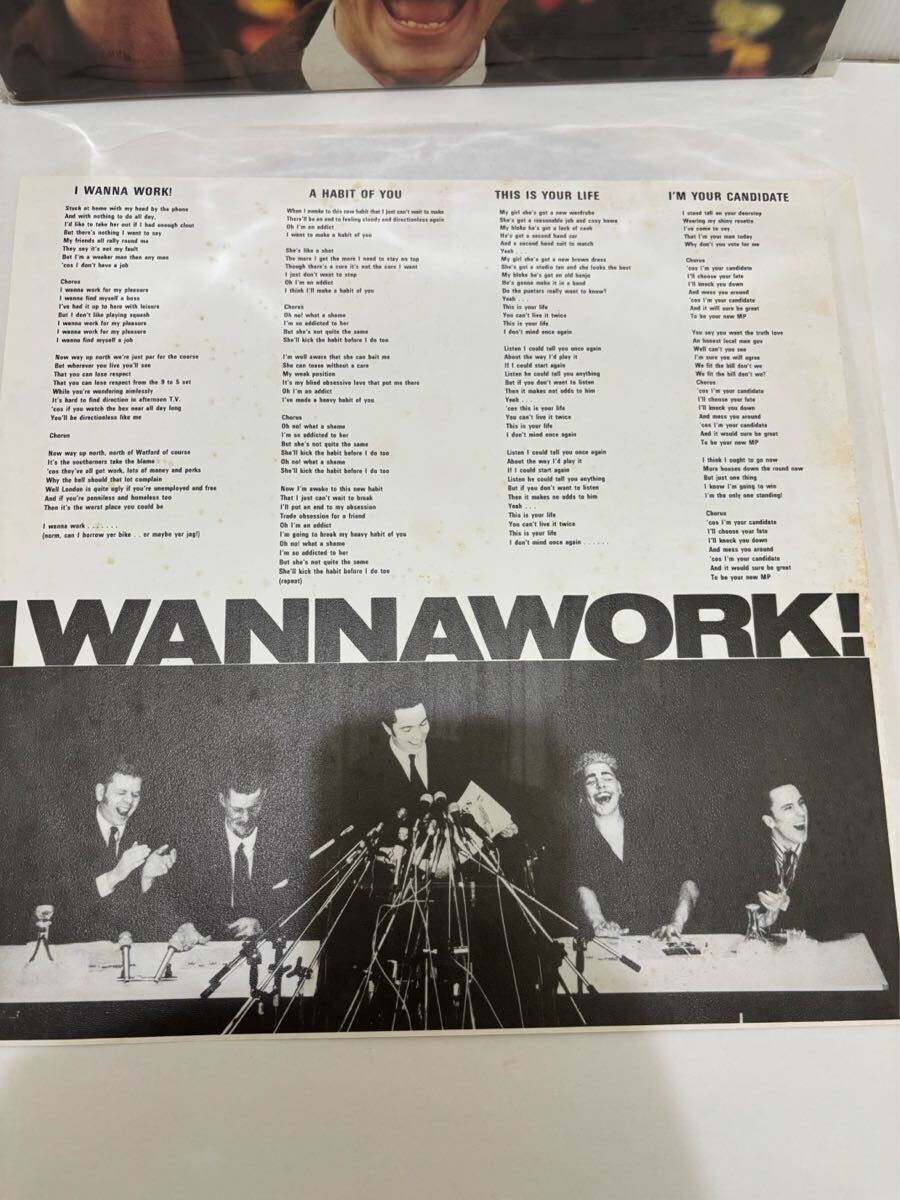 I WANNA WORK!
Stuck at home with my head by the phone
And with nothing to do all day,
I'd like to take her out if I had enough clout
But there's nothing I want to say
My friends all rally round me
They say it's not my fault
But I'm a weaker man then any man
'cos I don't have a job
Chorus
I wanna work for my pleasure
I wanna find myself a boss
I've had it up to here with leisure
But I don't like playing squash
I wanna work for my pleasure
I wanna work for my pleasure
I wanna find myself a job
Now way up north we're just par for the course
But wherever you live you'll see
That you can lose respect
That you can lose respect from the 9 to 5 set
While you're wandering aimlessly
It's hard to find direction in afternoon T.V.
'cos if you watch the box near all day long
You'll be directionless like me
Chorus
Now way up north, north of Watford of course
It's the southerners take the blame
'cos they've all got work, lots of money and perks
Why the hell should that lot complain
Well London is quite ugly if you're unemployed and free
And if you're penniless and homeless too
Then it's the worst place you could be
I wanna work . . . . . . .
(norm, can I borrow yer bike . . or maybe yer jag!)
A HABIT OF YOU
When I awake to this new habit that I just can't wait to make
There'll be an end to feeling cloudy and directionless again
Oh I'm an addict
I want to make a habit of you
She's like a shot
The more I get the more I need to stay on top
Though there's a cure it's not the cure I want
I just don't want to stop
Oh I'm an addict
I think I'll make a habit of you
Chorus
Oh no! what a shame
I'm so addicted to her
But she's not quite the same
She'll kick the habit before I do too
I'm well aware that she can bait me
She can tease without a care
My weak position
It's my blind obsessive love that put me there
Oh I'm an addict
I've made a heavy habit of you
Chorus
Oh no! what a shame
I'm so addicted to her
But she's not quite the same
She'll kick the habit before I do too
Oh no! what a shame
She'll kick the habit before I do too
Now I'm awake to this new habit
That I just can't wait to break
I'll put an end to my obsession
Trade obsession for a friend
Oh I'm an addict
I'm going to break my heavy habit of you
Oh no! what a shame
I'm so addicted to her
But she's not quite the same
She'll kick the habit before I do too
(repeat)
THIS IS YOUR LIFE
My girl she's got a new wardrobe
She's got a reasonable job and cosy home
My bloke he's got a lack of cash
He's got a second hand car
And a second hand suit to match
Yeah . . .
My girl she's got a new brown dress
She's got a studio tan and she looks the best
My bloke he's got an old banjo
He's gonna make it in a band
Do the punters really want to know?
Yeah . . .
This is your life
You can't live it twice
This is your life
I don't mind once again
Listen I could tell you once again
About the way I'd play it
If I could start again
Listen he could tell you anything
But if you don't want to listen
Then it makes not odds to him
Yeah . . .
'cos this is your life
You can't live it twice
This is your life
I don't mind once again
Listen I could tell you once again
About the way I'd play it
If I could start again
Listen he could tell you anything
But if you don't want to listen
Then it makes no odds to him
Yeah . . .
This is your life
You can't live it twice
This is your life
I don't mind once again . . . . . .
I'M YOUR CANDIDATE
I stand tall on your doorstep
Wearing my shiny rosette
I've come to say
That I'm your man today
Why don't you vote for me
Chorus
'cos I'm your candidate
I'll choose your fate
I'll knock you down
And mess you around
'cos I'm your candidate
And it will sure be great
To be your new MP
You say you want the truth love
An honest local man guv
Well can't you see
I'm sure you will agree
We fit the bill don't we
We fit the bill don't we?
Chorus
'cos I'm your candidate
I'll choose your fate
I'll knock you down
And mess you around
'cos I'm your candidate
And it would sure be great
To be your new MP
I think I ought to go now
More houses down the round now
But just one thing
I know I'm going to win
I'm the only one standing!
Chorus
'cos I'm your candidate
I'll choose your fate
I'll knock you down
And mess you around
'cos I'm your candidate
And it would sure be great
To be your new MP
I WANNAWORK!